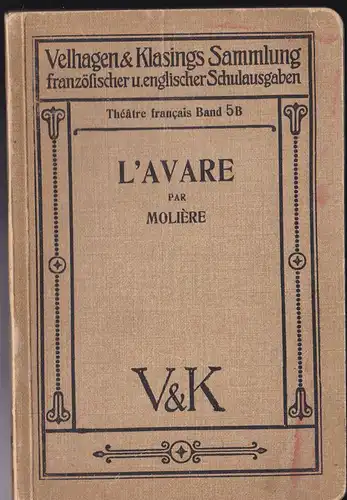 Velhagen & Klasings Sammlung
französischer u. englischer Schulausgaben
Théâtre français Band 5B
L'AVARE
PAR
MOLIÈRE
V&K